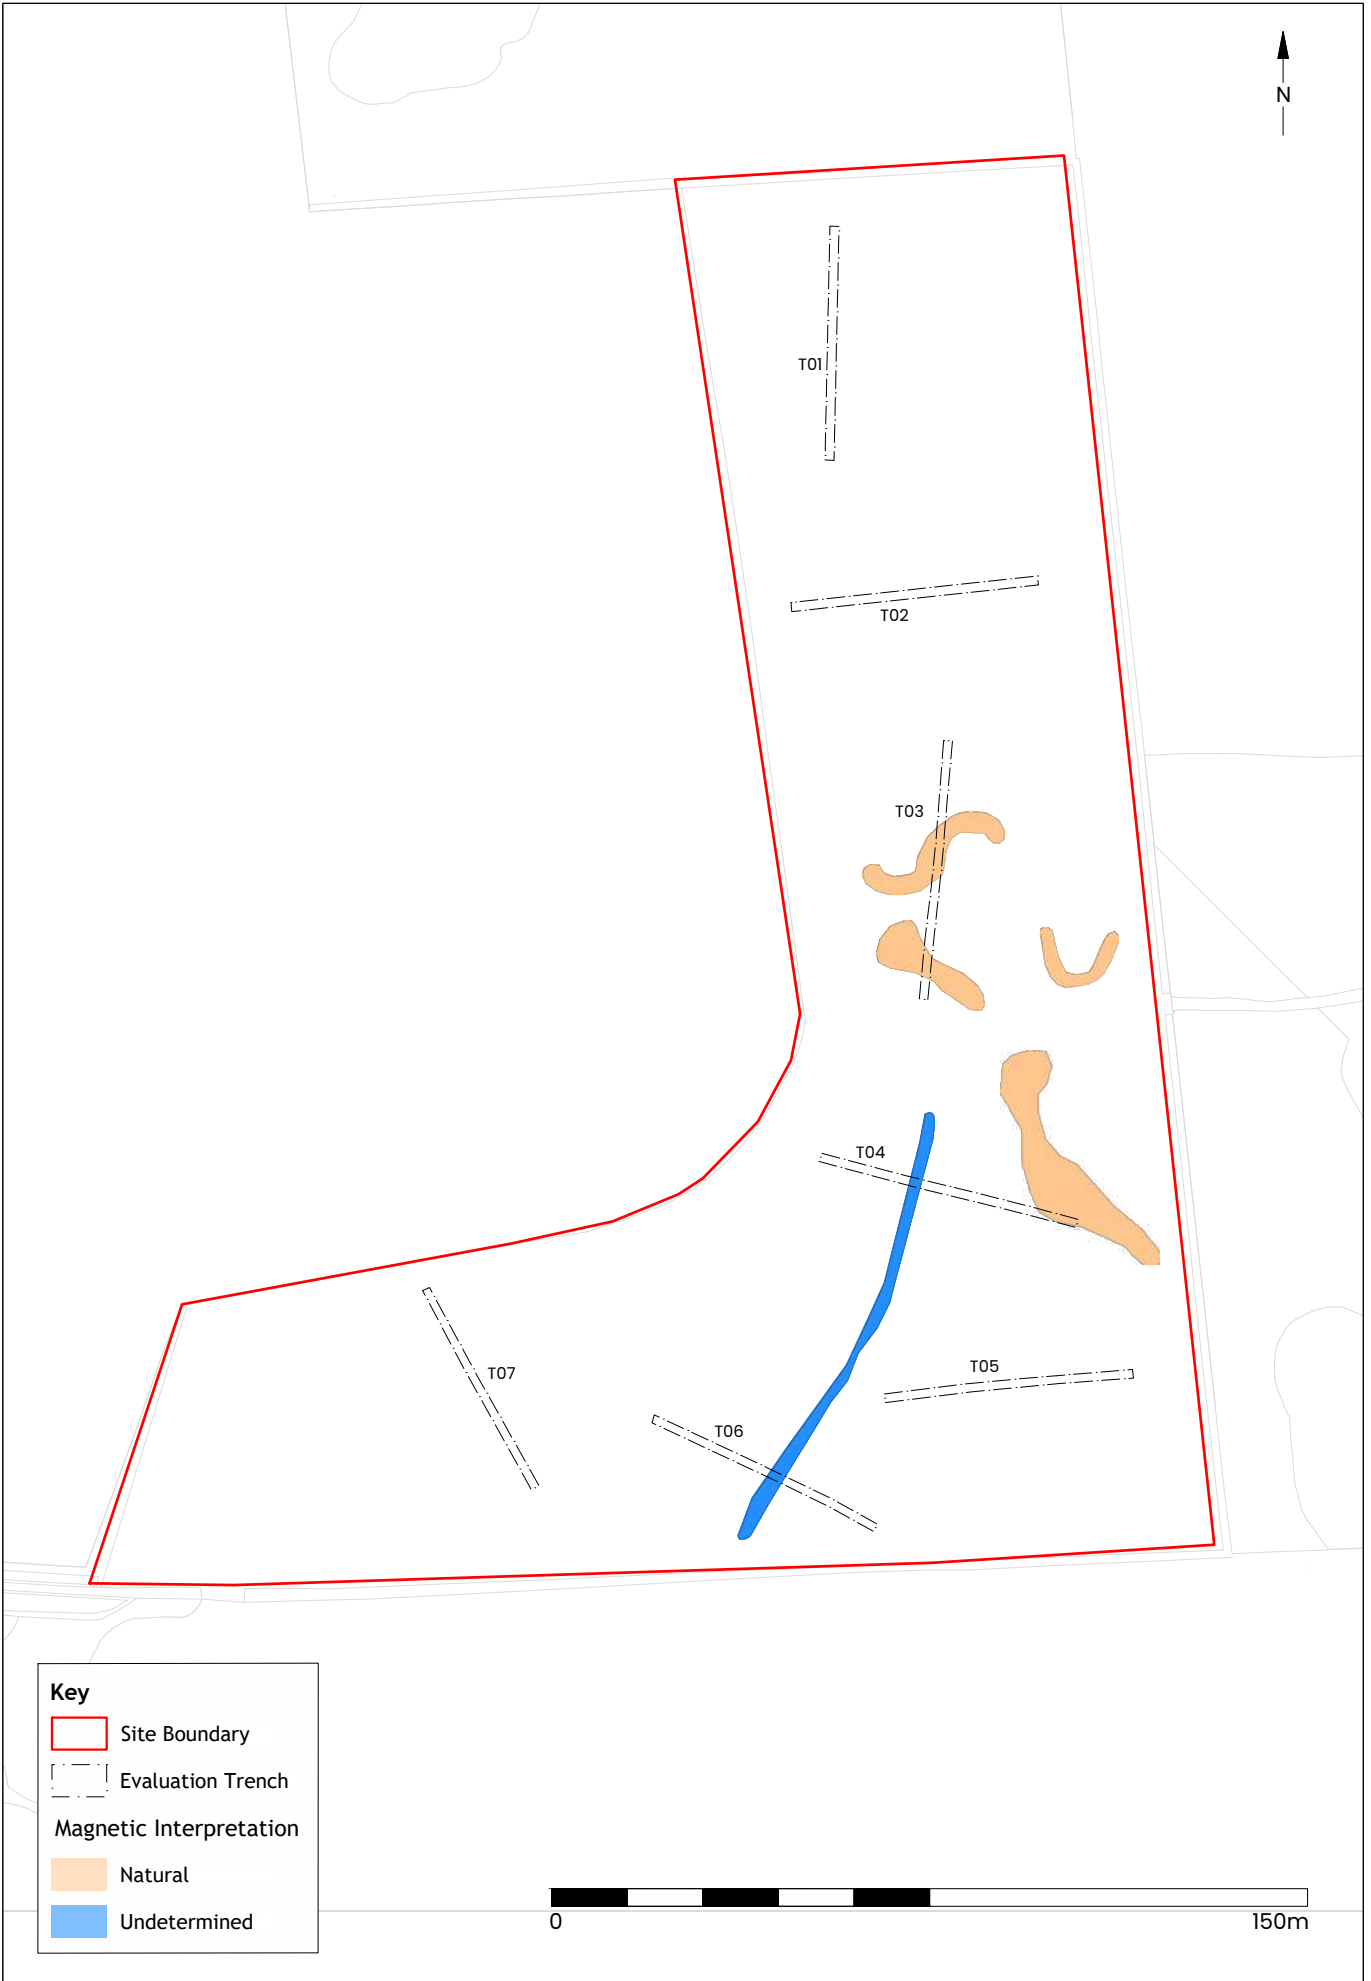 N
T01
T02
T03
T04
T05
T07
T06
Key
Site Boundary
Evaluation Trench
Magnetic Interpretation
Natural
Undetermined
0 150m